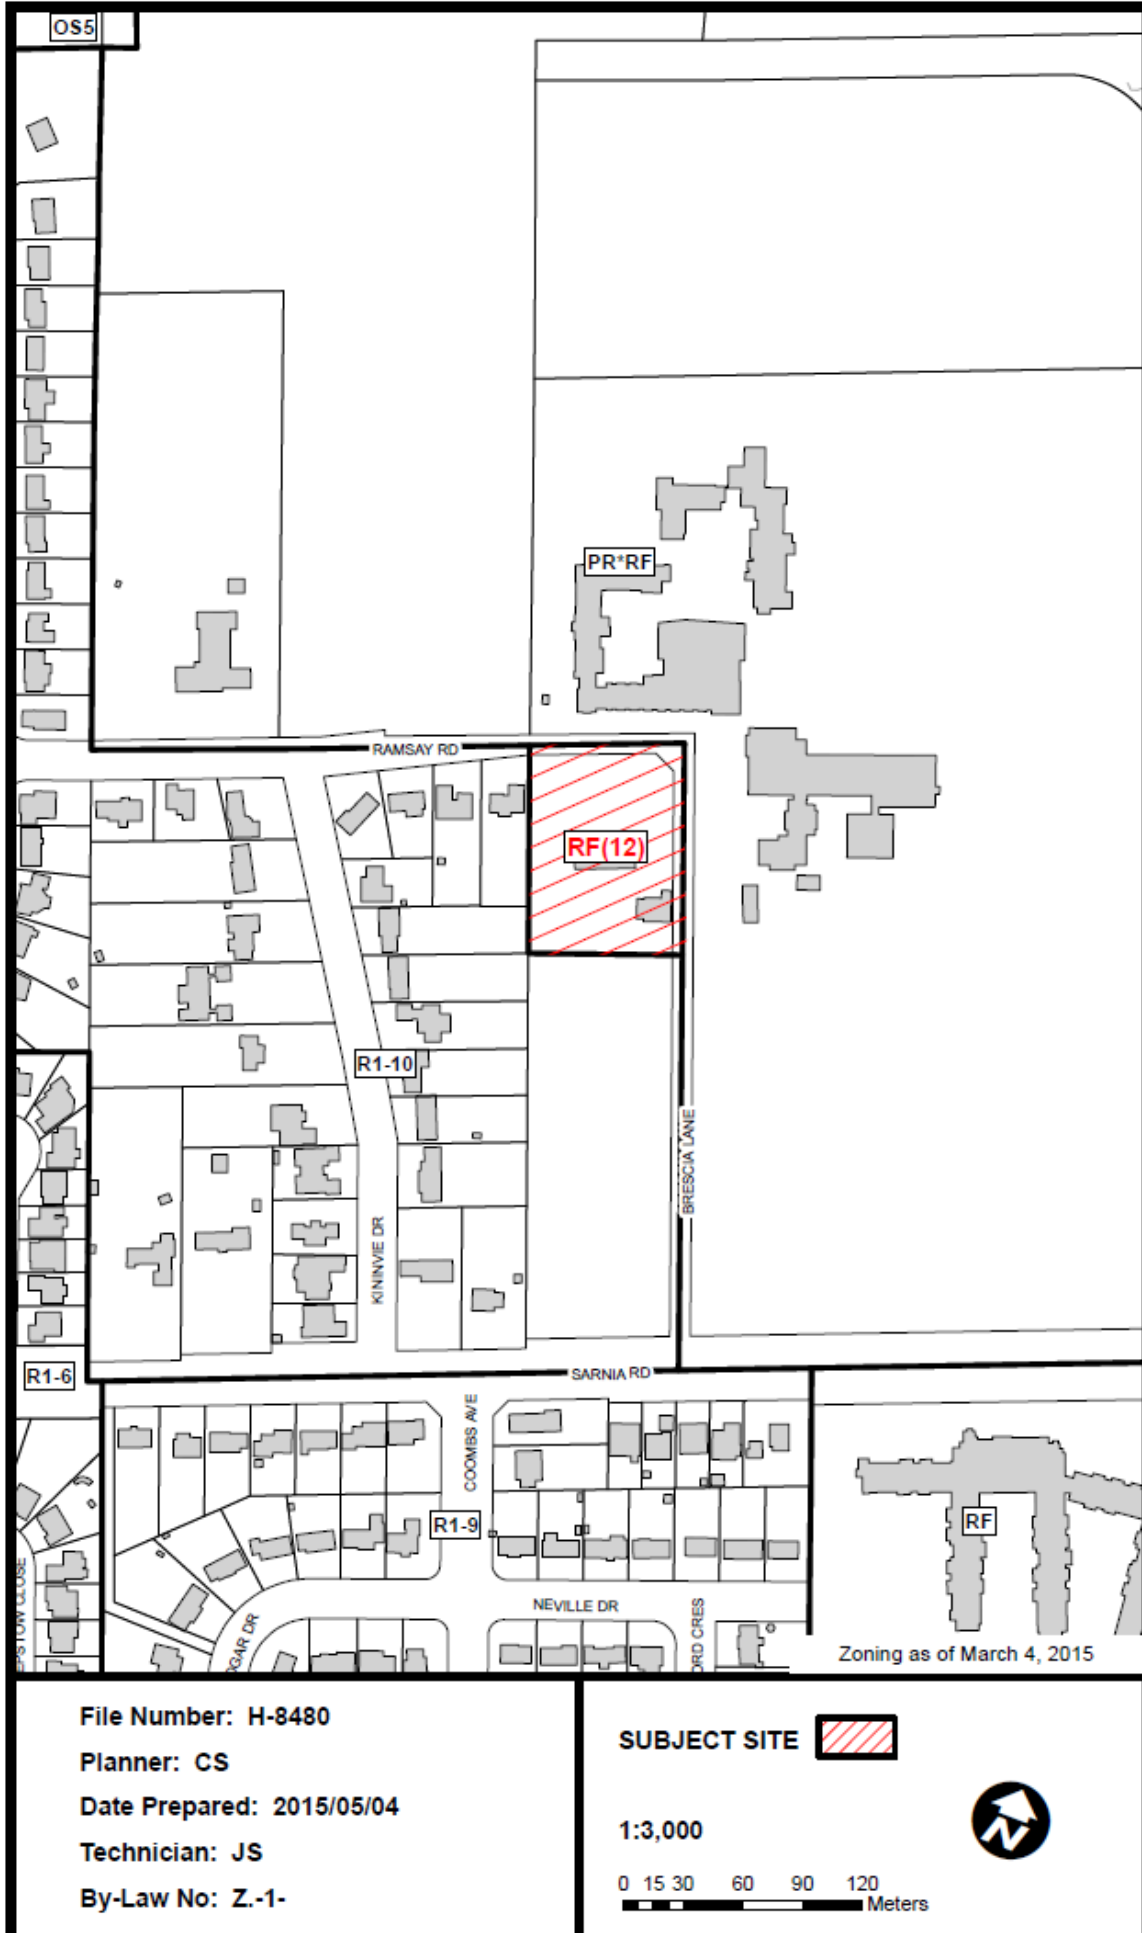 OS5
PR*RF
RAMSAY RD
RF(12)
R1-10
BRESCIA LANE
KININVIE DR
R1-6
SARNIA RD
COOMBS AVE
R1-9
RF
NEVILLE DR
Zoning as of March 4, 2015
File Number: H-8480
Planner: CS
Date Prepared: 2015/05/04
Technician: JS
By-Law No: Z.-1-
SUBJECT SITE
1:3,000
N
0 15 30 60 90 120
Meters